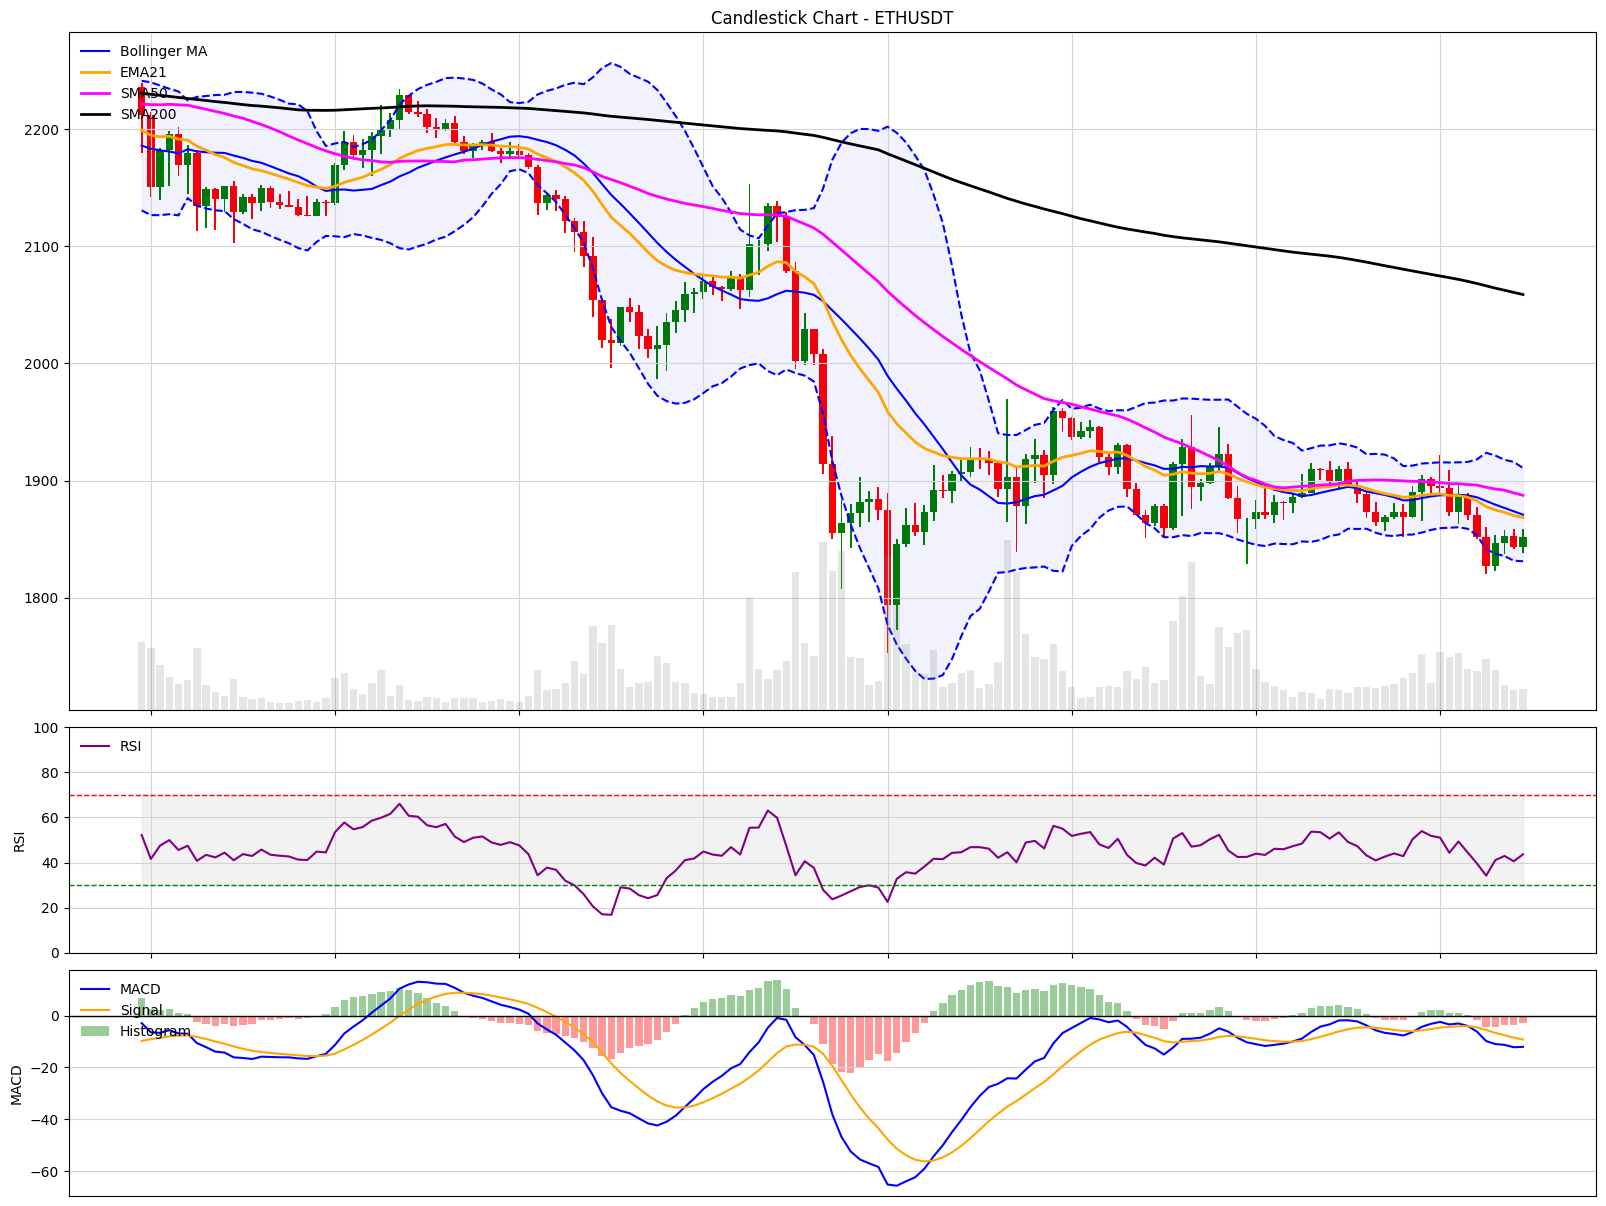 Candlestick Chart - ETHUSDT
Bollinger MA
EMA21
SMA50
SMA200
2200
2100
2000
1900
1800
RSI
100
80
60
40
20
0
RSI
MACD
Signal
Histogram
0
−20
−40
−60
MACD